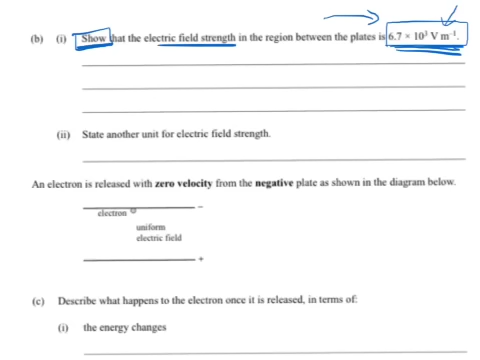 (b) (i) Show that the electric field strength in the region between the plates is 6.7 × 10³ V m⁻¹.
(ii) State another unit for electric field strength.
An electron is released with zero velocity from the negative plate as shown in the diagram below.
−
electron
uniform
electric field
+
(c) Describe what happens to the electron once it is released, in terms of:
(i) the energy changes